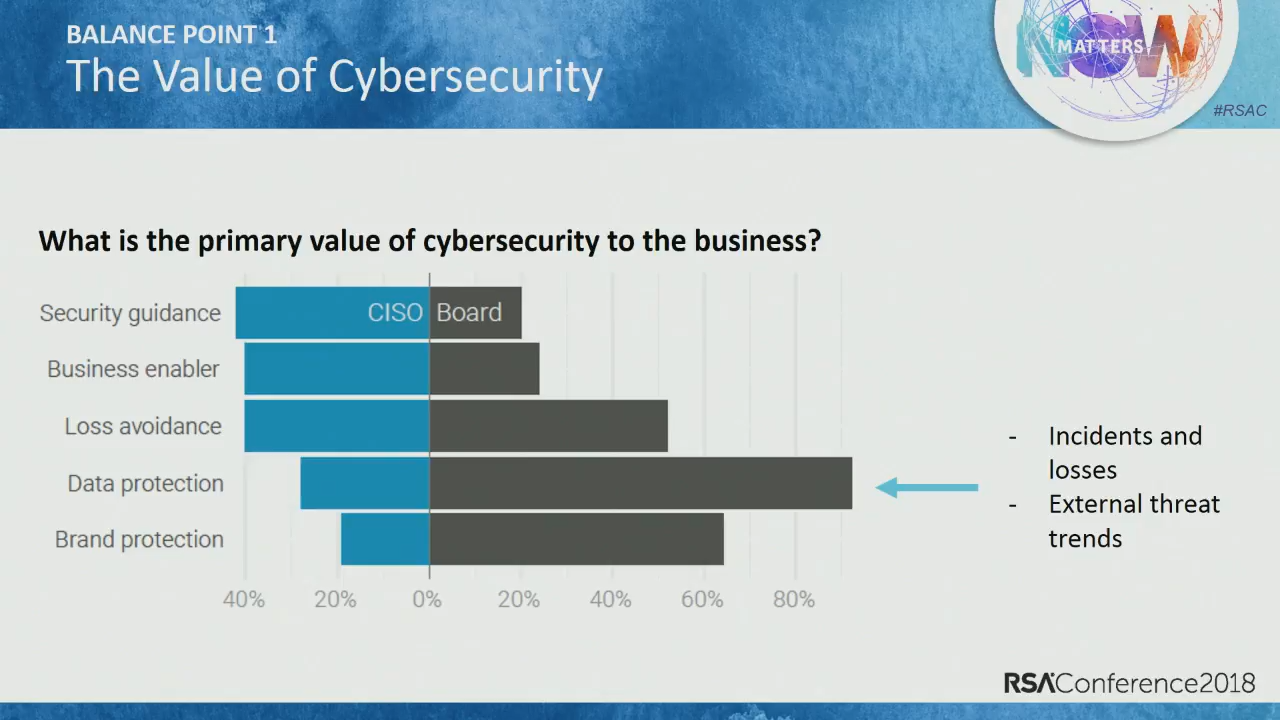 BALANCE POINT 1
The Value of Cybersecurity
NOW
MATTERS
#RSAC
What is the primary value of cybersecurity to the business?
CISO Board
Security guidance
Business enabler
Loss avoidance
Data protection
Brand protection
40% 20% 0% 20% 40% 60% 80%
- Incidents and
losses
- External threat
trends
RSAConference2018